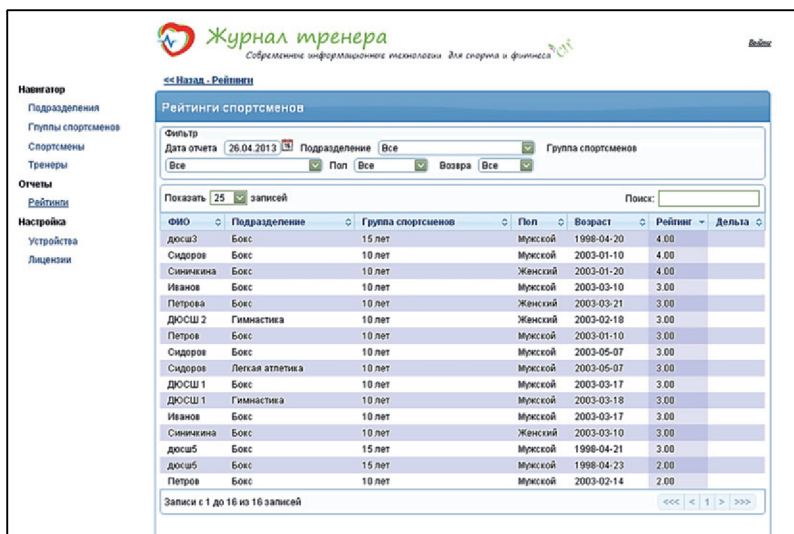 Журнал тренера
Современные информационные технологии для спорта и фитнеса
Войти
<< Назад - Рейтинги
Навигатор
Подразделения
Группы спортсменов
Спортсмены
Тренеры
Отчеты
Рейтинги
Настройка
Устройства
Лицензии
Рейтинги спортсменов
Фильтр
Дата отчета 26.04.2013 Подразделение Все Группа спортсменов
Все Пол Все Возвра Все
Показать 25 записей Поиск:
ФИО Подразделение Группа спортсменов Пол Возраст Рейтинг Дельта
дюсш3 Бокс 15 лет Мужской 1998-04-20 4.00
Сидоров Бокс 10 лет Мужской 2003-01-10 4.00
Синичкина Бокс 10 лет Женский 2003-01-20 4.00
Иванов Бокс 10 лет Мужской 2003-03-10 3.00
Петрова Бокс 10 лет Женский 2003-03-21 3.00
ДЮСШ 2 Гимнастика 10 лет Женский 2003-02-18 3.00
Петров Бокс 10 лет Мужской 2003-01-10 3.00
Сидоров Бокс 10 лет Мужской 2003-05-07 3.00
Сидоров Легкая атлетика 10 лет Мужской 2003-05-07 3.00
ДЮСШ 1 Бокс 10 лет Мужской 2003-03-17 3.00
ДЮСШ 1 Гимнастика 10 лет Мужской 2003-03-18 3.00
Иванов Бокс 10 лет Мужской 2003-03-17 3.00
Синичкина Бокс 10 лет Женский 2003-03-10 3.00
дюсш5 Бокс 15 лет Мужской 1998-04-21 3.00
дюсш5 Бокс 15 лет Мужской 1998-04-23 2.00
Петров Бокс 10 лет Мужской 2003-02-14 2.00
Записи с 1 до 16 из 16 записей <<< < 1 > >>>